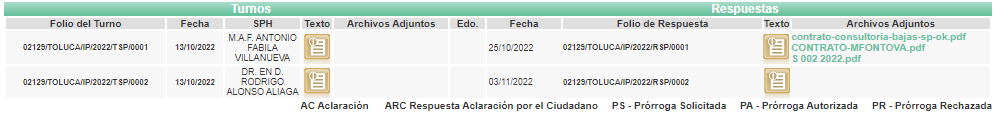 Turnos Respuestas
Folio del Turno Fecha SPH Texto Archivos Adjuntos Edo. Fecha Folio de Respuesta Texto Archivos Adjuntos
02129/TOLUCA/IP/2022/TSP/0001 13/10/2022 M.A.F. ANTONIO FABILA VILLANUEVA 25/10/2022 02129/TOLUCA/IP/2022/RSP/0001 contrato-consultoria-bajas-sp-ok.pdf
CONTRATO-MFONTOVA.pdf
S 002 2022.pdf
02129/TOLUCA/IP/2022/TSP/0002 13/10/2022 DR. EN D. RODRIGO ALONSO ALIAGA 03/11/2022 02129/TOLUCA/IP/2022/RSP/0002
AC Aclaración ARC Respuesta Aclaración por el Ciudadano PS - Prórroga Solicitada PA - Prórroga Autorizada PR - Prórroga Rechazada